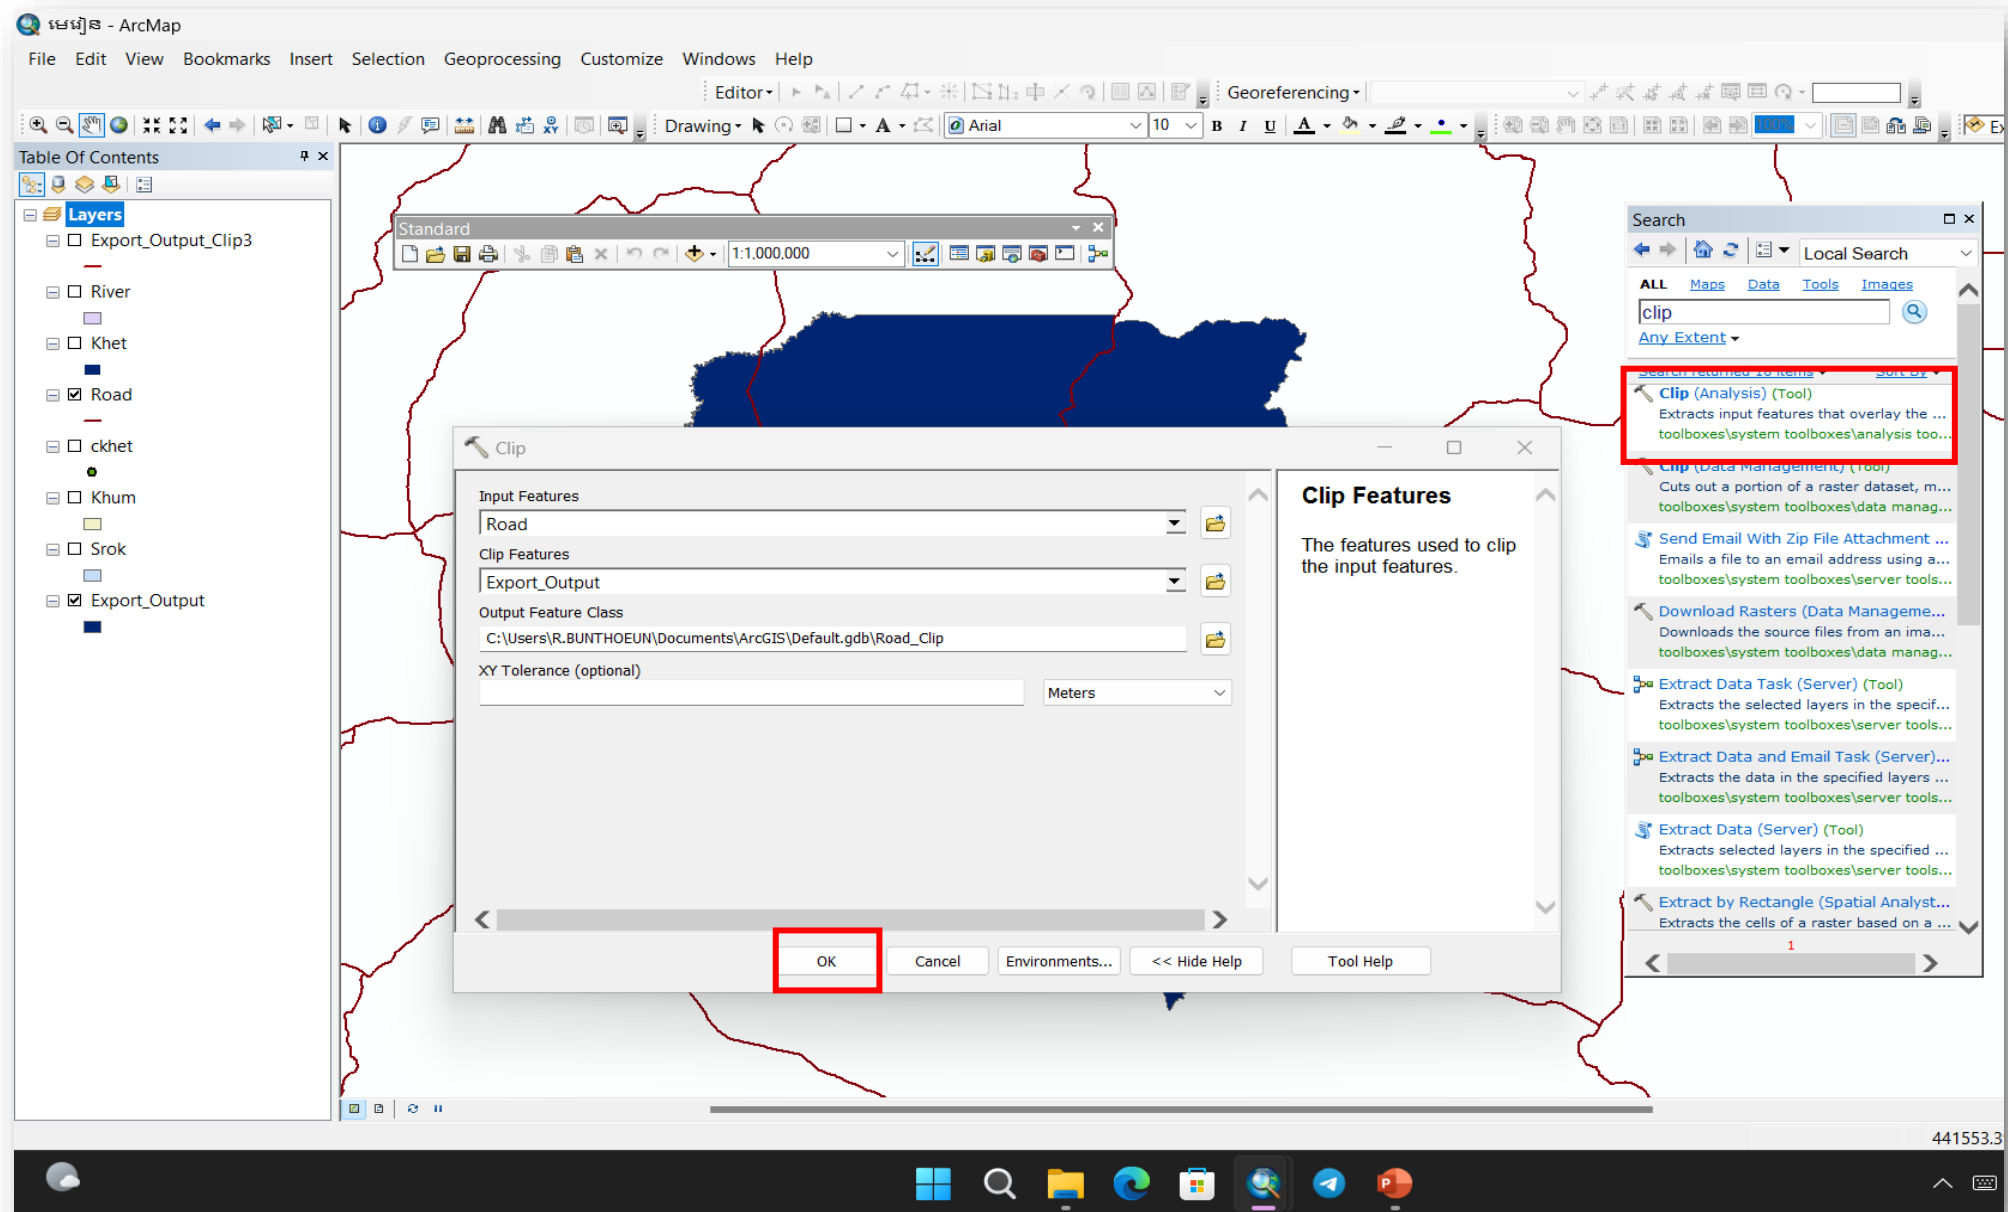 មេរៀន - ArcMap
File Edit View Bookmarks Insert Selection Geoprocessing Customize Windows Help
Editor Georeferencing
Drawing Arial 10 B I U A 100%
Table Of Contents
Layers
Export_Output_Clip3
River
Khet
Road
ckhet
Khum
Srok
Export_Output
Standard
1:1,000,000
Clip
Input Features
Road
Clip Features
Export_Output
Output Feature Class
C:\Users\R.BUNTHOEUN\Documents\ArcGIS\Default.gdb\Road_Clip
XY Tolerance (optional)
Meters
OK Cancel Environments... << Hide Help Tool Help
Clip Features
The features used to clip
the input features.
Search
Local Search
ALL Maps Data Tools Images
clip
Any Extent
Search returned 16 items Sort By
Clip (Analysis) (Tool)
Extracts input features that overlay the ...
toolboxes\system toolboxes\analysis too...
Clip (Data Management) (Tool)
Cuts out a portion of a raster dataset, m...
toolboxes\system toolboxes\data manag...
Send Email With Zip File Attachment ...
Emails a file to an email address using a...
toolboxes\system toolboxes\server tools...
Download Rasters (Data Manageme...
Downloads the source files from an ima...
toolboxes\system toolboxes\data manag...
Extract Data Task (Server) (Tool)
Extracts the selected layers in the specif...
toolboxes\system toolboxes\server tools...
Extract Data and Email Task (Server)...
Extracts the data in the specified layers ...
toolboxes\system toolboxes\server tools...
Extract Data (Server) (Tool)
Extracts selected layers in the specified ...
toolboxes\system toolboxes\server tools...
Extract by Rectangle (Spatial Analyst...
Extracts the cells of a raster based on a ...
1
441553.3